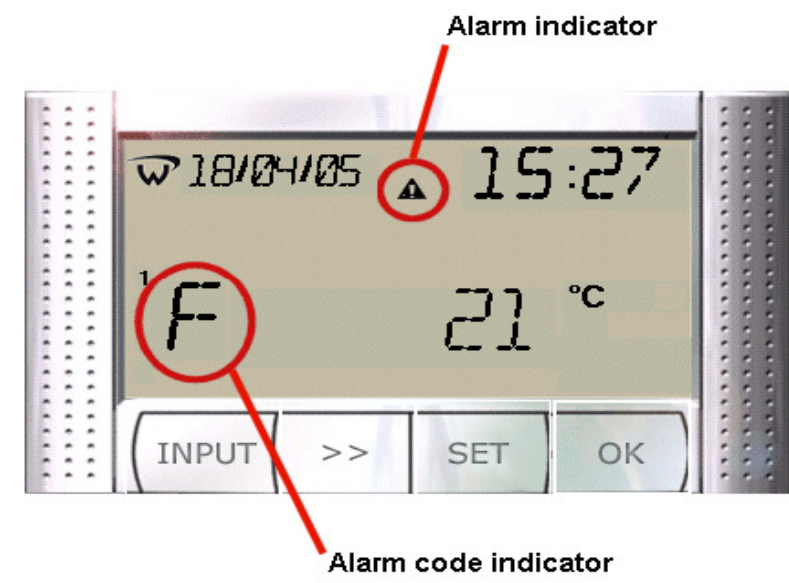 Alarm indicator
18/04/05 15:27
1 F 21 °C
INPUT >> SET OK
Alarm code indicator